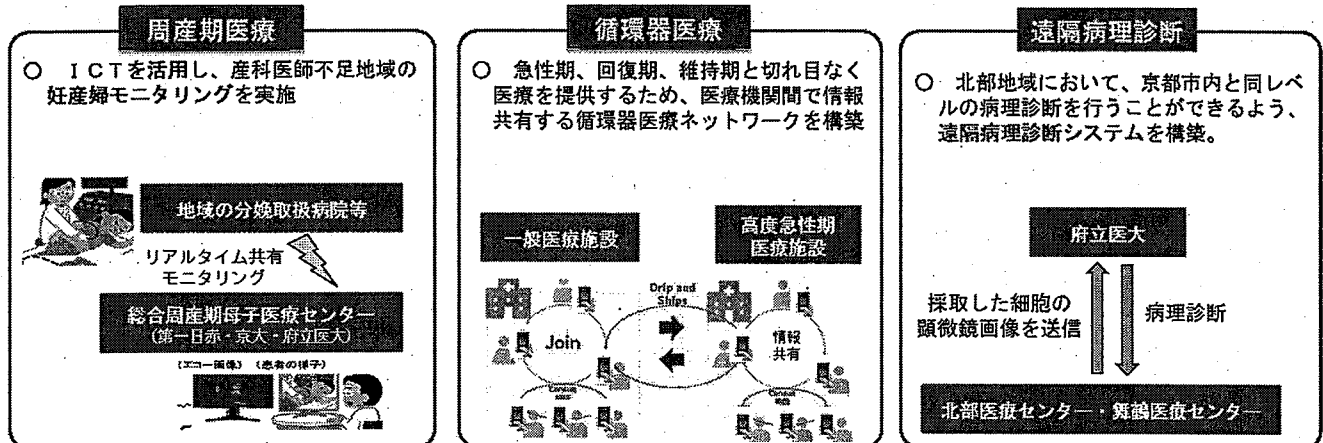 周産期医療
○ ICTを活用し、産科医師不足地域の
妊産婦モニタリングを実施
地域の分娩取扱病院等
リアルタイム共有
モニタリング
総合周産期母子医療センター
(第一日赤・京大・府立医大)
(エコー画像) (患者の様子)
循環器医療
○ 急性期、回復期、維持期と切れ目なく
医療を提供するため、医療機関間で情報
共有する循環器医療ネットワークを構築
一般医療施設
高度急性期
医療施設
Drip and
Ships
Join
情報
共有
遠隔病理診断
○ 北部地域において、京都市内と同レベ
ルの病理診断を行うことができるよう、
遠隔病理診断システムを構築。
府立医大
採取した細胞の
顕微鏡画像を送信
病理診断
北部医療センター・舞鶴医療センター